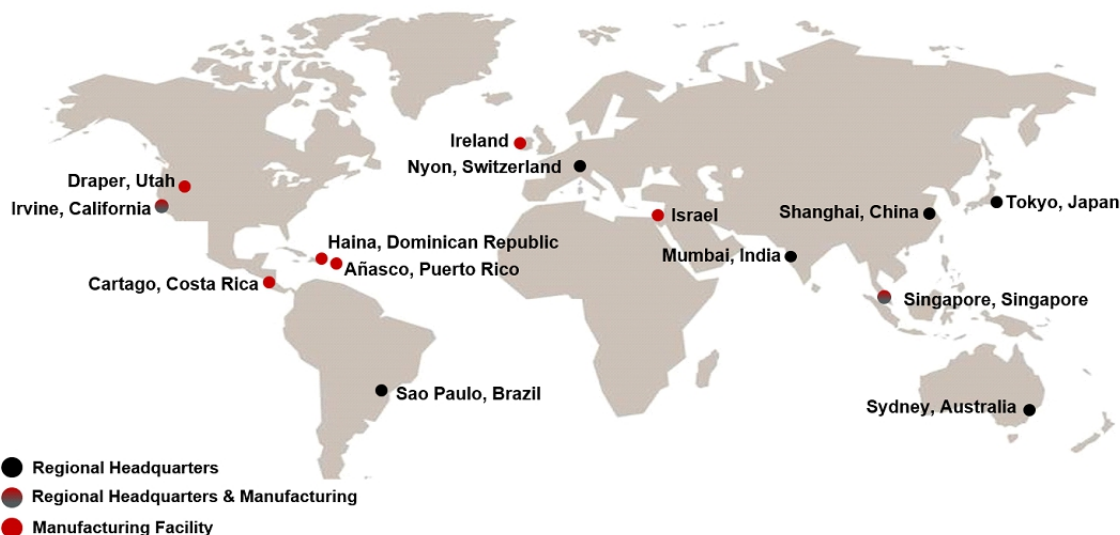 Ireland
Nyon, Switzerland
Draper, Utah
Irvine, California
Israel
Shanghai, China
Tokyo, Japan
Haina, Dominican Republic
Mumbai, India
Añasco, Puerto Rico
Cartago, Costa Rica
Singapore, Singapore
Sao Paulo, Brazil
Sydney, Australia
Regional Headquarters
Regional Headquarters & Manufacturing
Manufacturing Facility